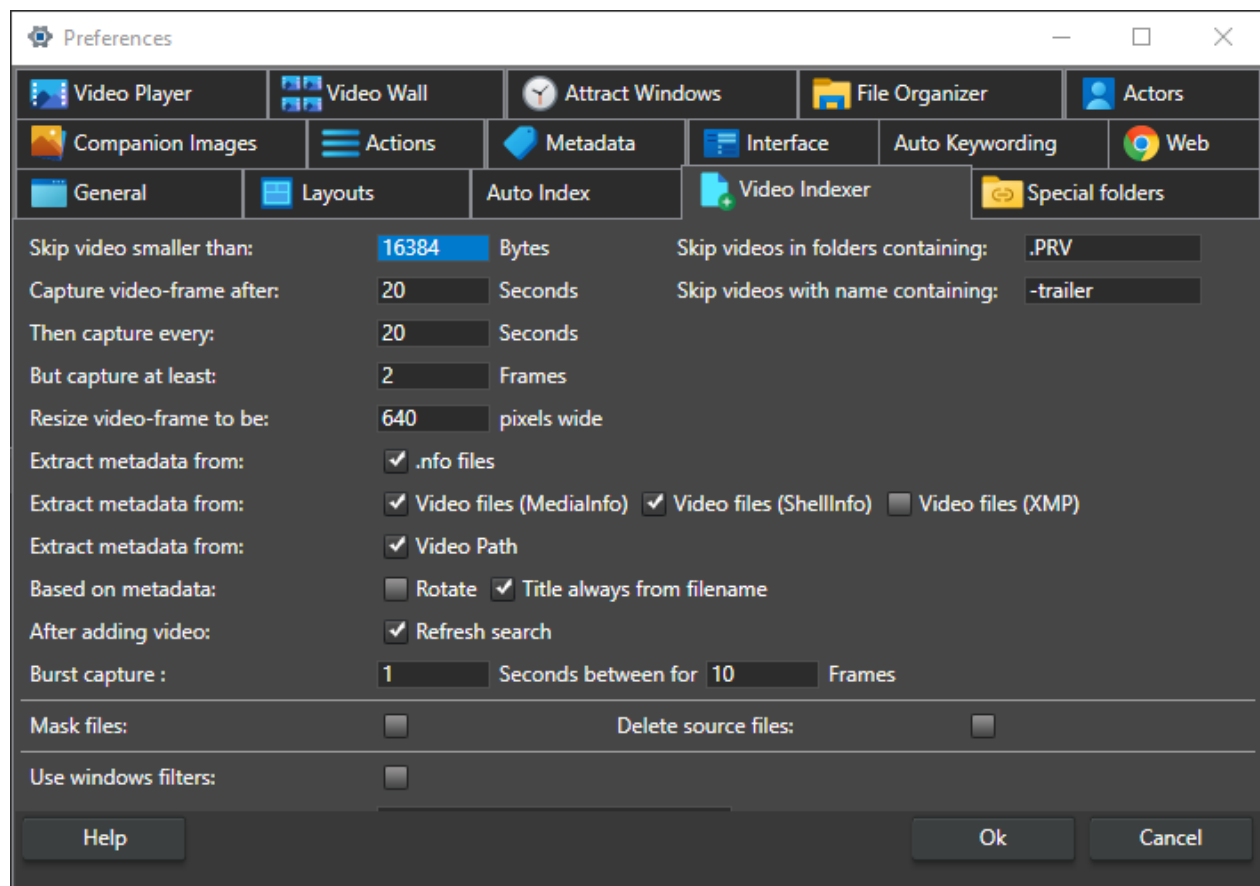 Preferences
Video Player Video Wall Attract Windows File Organizer Actors
Companion Images Actions Metadata Interface Auto Keywording Web
General Layouts Auto Index Video Indexer Special folders
Skip video smaller than: 16384 Bytes Skip videos in folders containing: .PRV
Capture video-frame after: 20 Seconds Skip videos with name containing: -trailer
Then capture every: 20 Seconds
But capture at least: 2 Frames
Resize video-frame to be: 640 pixels wide
Extract metadata from: .nfo files
Extract metadata from: Video files (MediaInfo) Video files (ShellInfo) Video files (XMP)
Extract metadata from: Video Path
Based on metadata: Rotate Title always from filename
After adding video: Refresh search
Burst capture : 1 Seconds between for 10 Frames
Mask files: Delete source files:
Use windows filters:
Help Ok Cancel